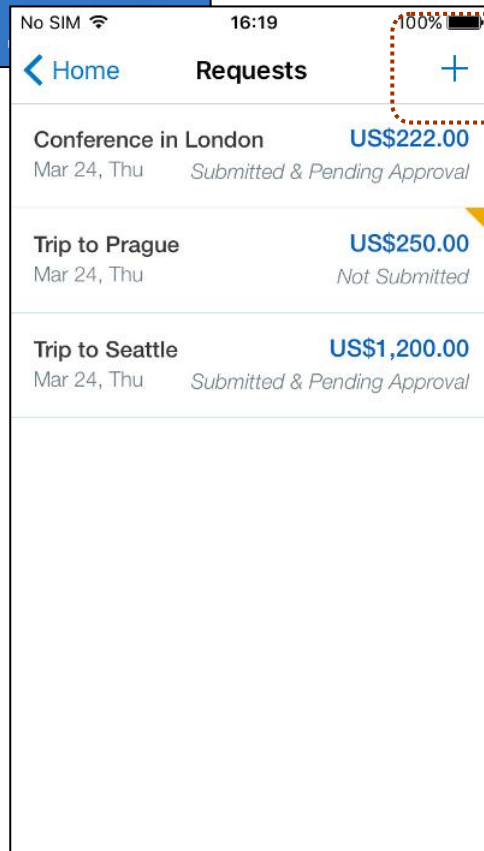 No SIM 16:19 100%
Home Requests +
Conference in London US$222.00
Mar 24, Thu Submitted & Pending Approval
Trip to Prague US$250.00
Mar 24, Thu Not Submitted
Trip to Seattle US$1,200.00
Mar 24, Thu Submitted & Pending Approval